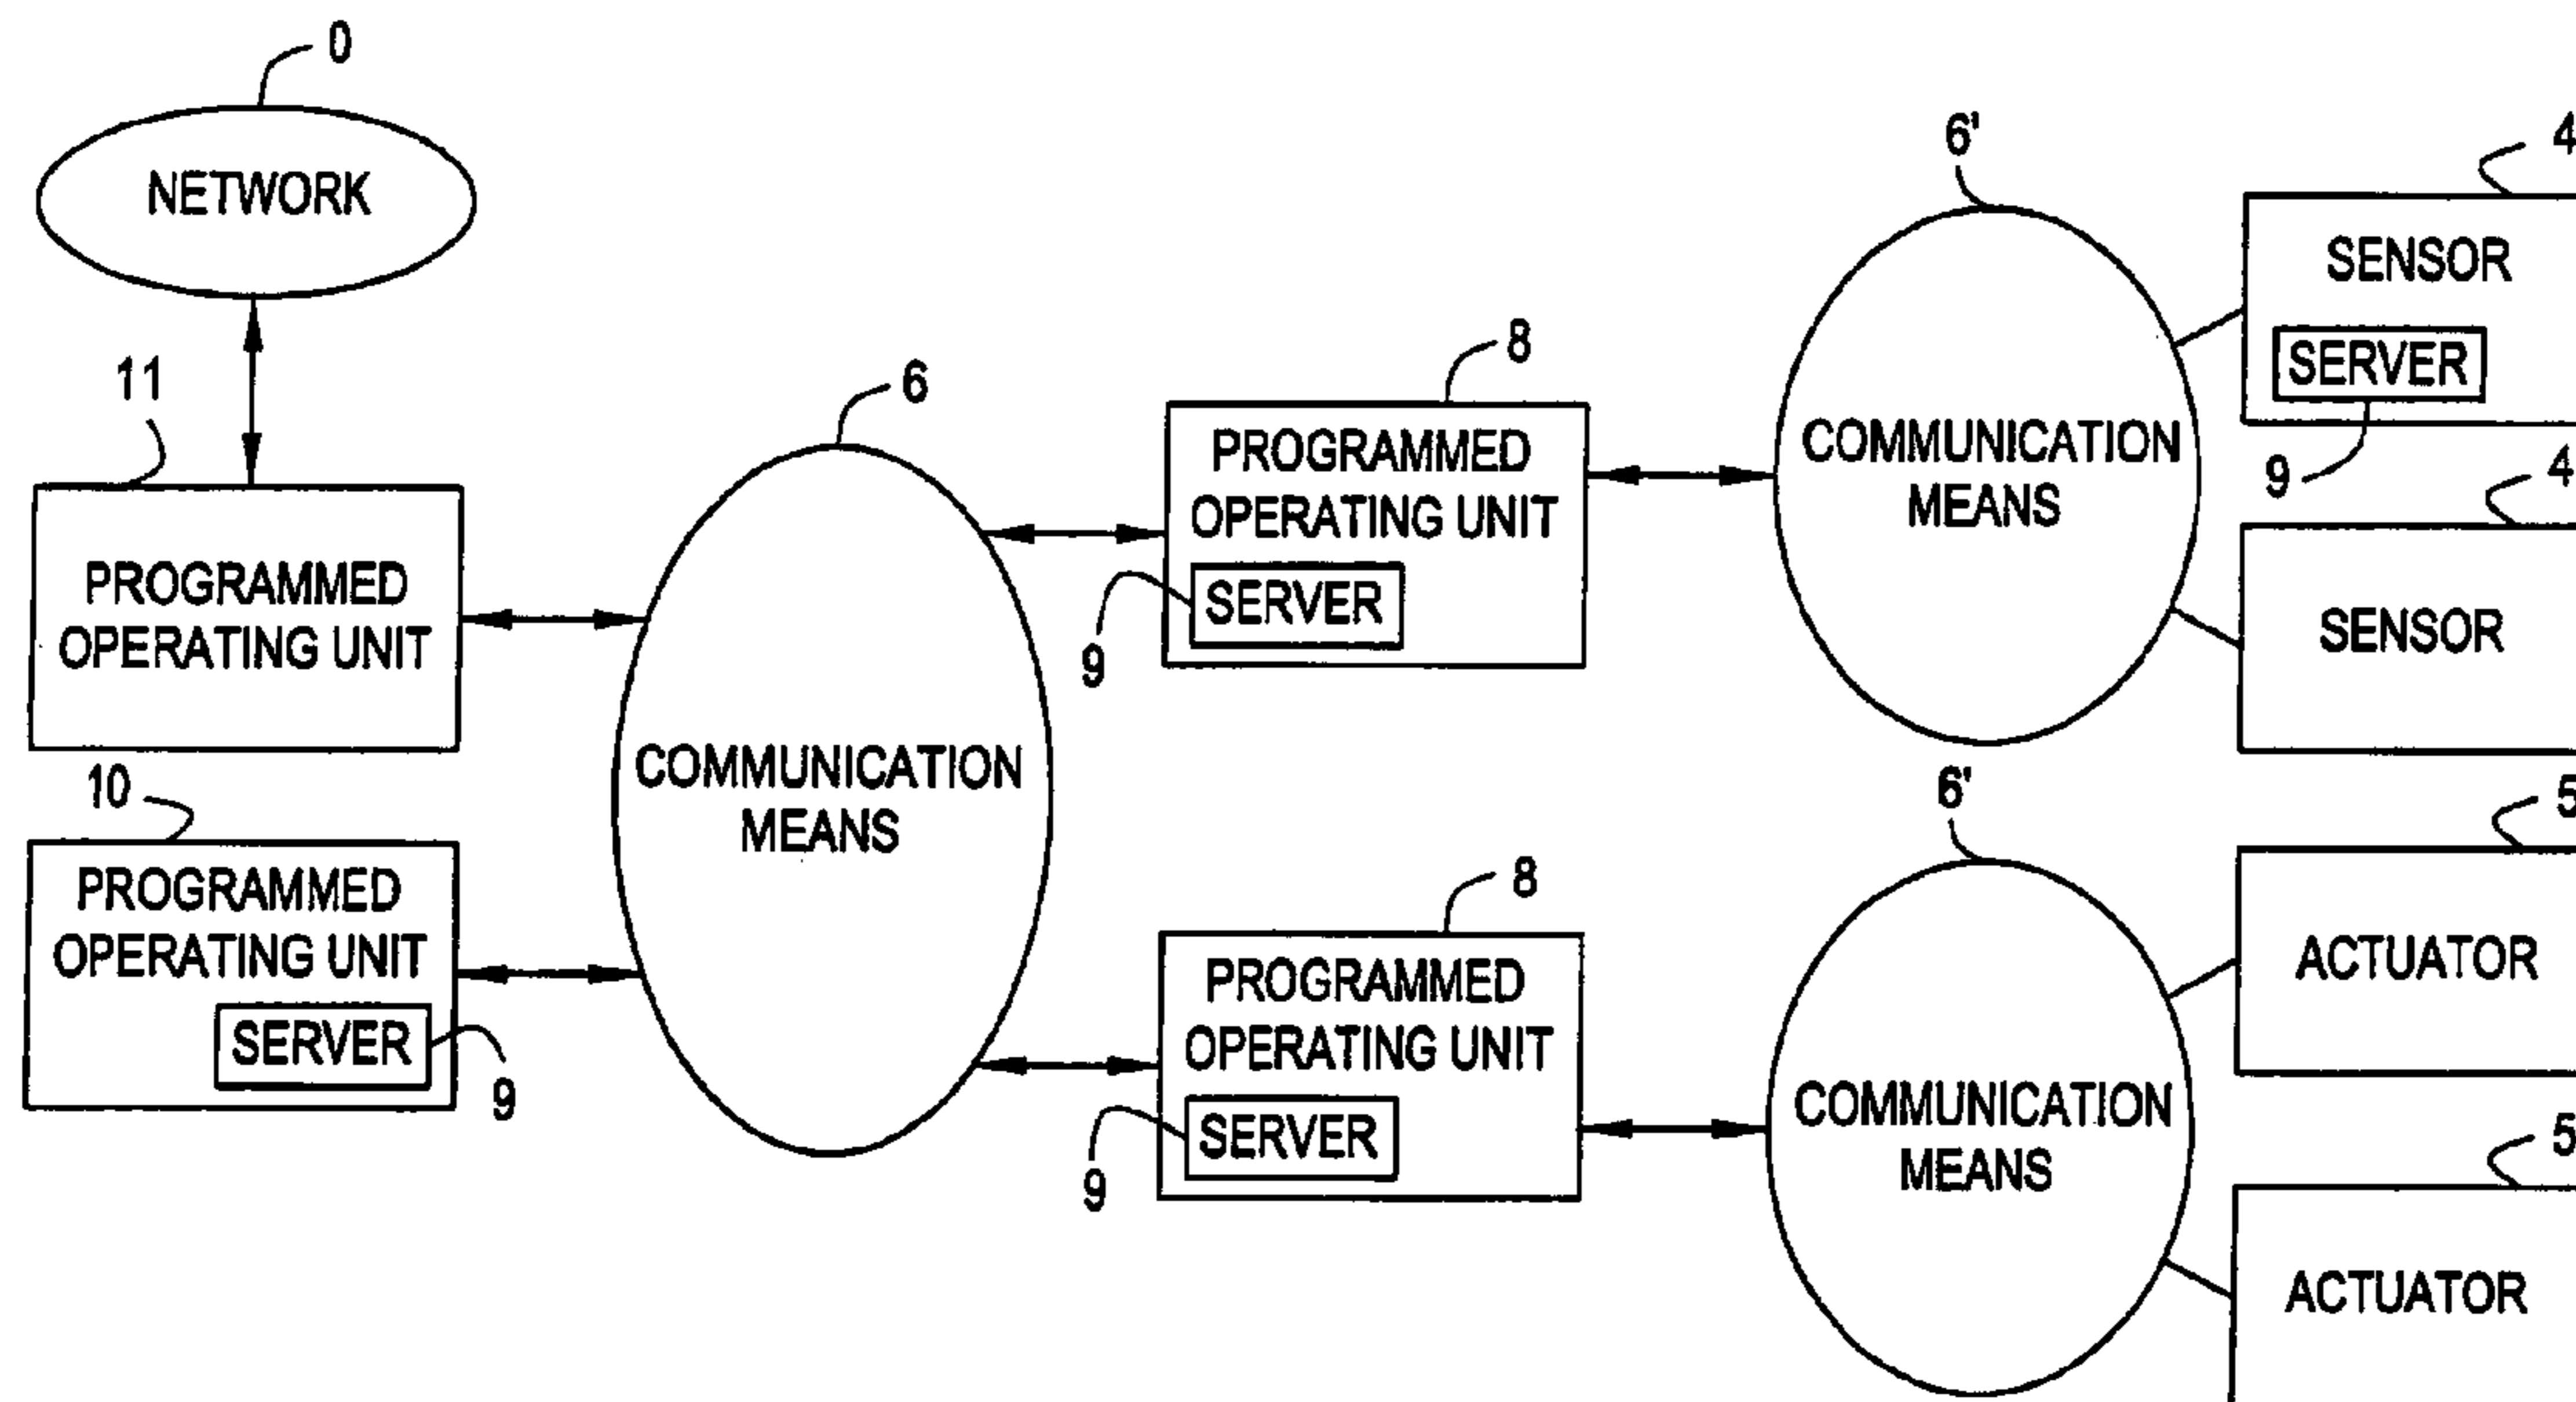 0
NETWORK
11
PROGRAMMED
OPERATING UNIT
10
PROGRAMMED
OPERATING UNIT
SERVER
9
6
COMMUNICATION
MEANS
8
PROGRAMMED
OPERATING UNIT
SERVER
9
8
PROGRAMMED
OPERATING UNIT
SERVER
9
6'
COMMUNICATION
MEANS
6'
COMMUNICATION
MEANS
4
SENSOR
SERVER
9
4
SENSOR
5
ACTUATOR
5
ACTUATOR